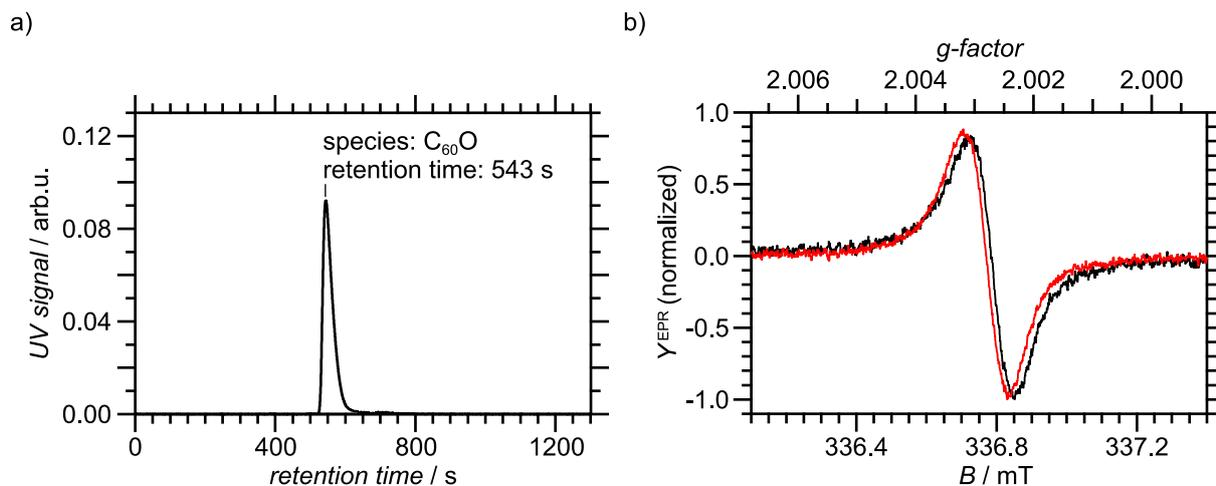 a)
b)
g-factor
2.006 2.004 2.002 2.000
0.12
0.08
0.04
0.00
UV signal / arb.u.
species: C₆₀O
retention time: 543 s
0 400 800 1200
retention time / s
1.0
0.5
0.0
-0.5
-1.0
Y^EPR (normalized)
336.4 336.8 337.2
B / mT